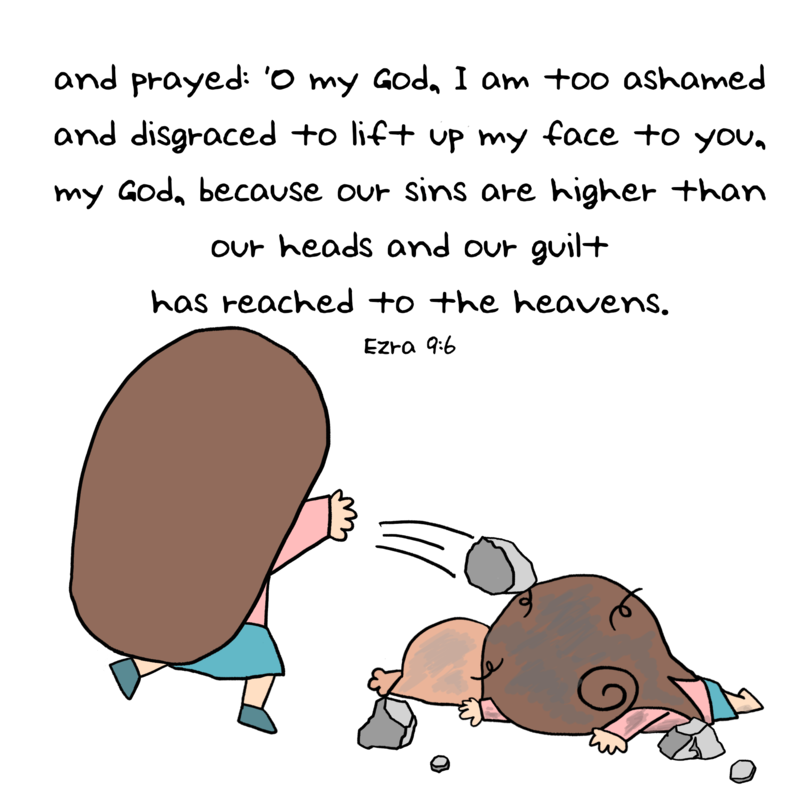 and prayed: 'O my God, I am too ashamed
and disgraced to lift up my face to you,
my God, because our sins are higher than
our heads and our guilt
has reached to the heavens.
Ezra 9:6